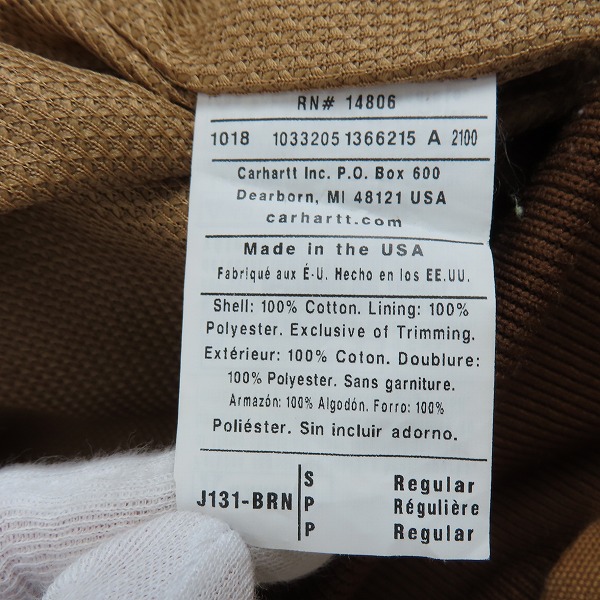 RN# 14806
1018 1033205 1366215 A 2100
Carhartt Inc. P.O. Box 600
Dearborn, MI 48121 USA
carhartt.com
Made in the USA
Fabriqué aux É-U. Hecho en los EE.UU.
Shell: 100% Cotton. Lining: 100%
Polyester. Exclusive of Trimming.
Extérieur: 100% Coton. Doublure:
100% Polyester. Sans garniture.
Armazón: 100% Algodón. Forro: 100%
Poliéster. Sin incluir adorno.
S Regular
J131-BRN P Régulière
P Regular